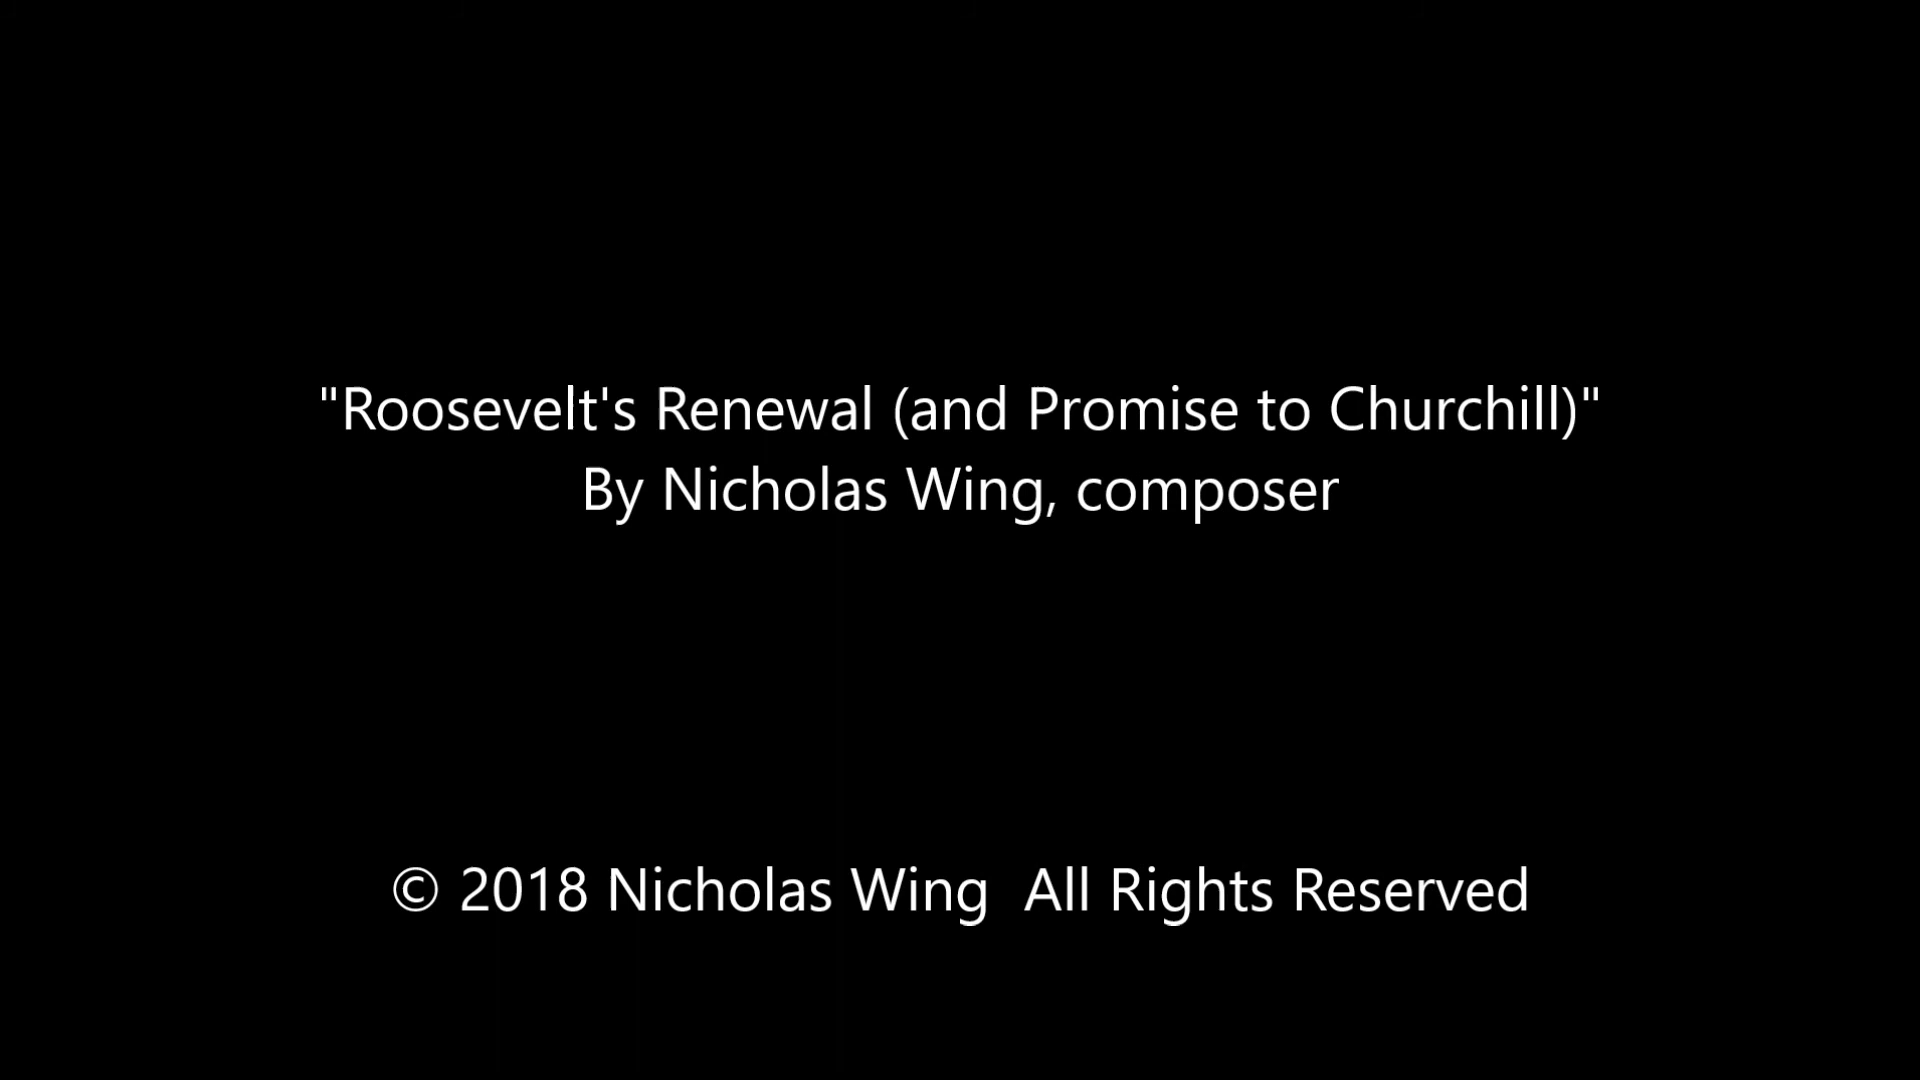 "Roosevelt's Renewal (and Promise to Churchill)"
By Nicholas Wing, composer
© 2018 Nicholas Wing  All Rights Reserved